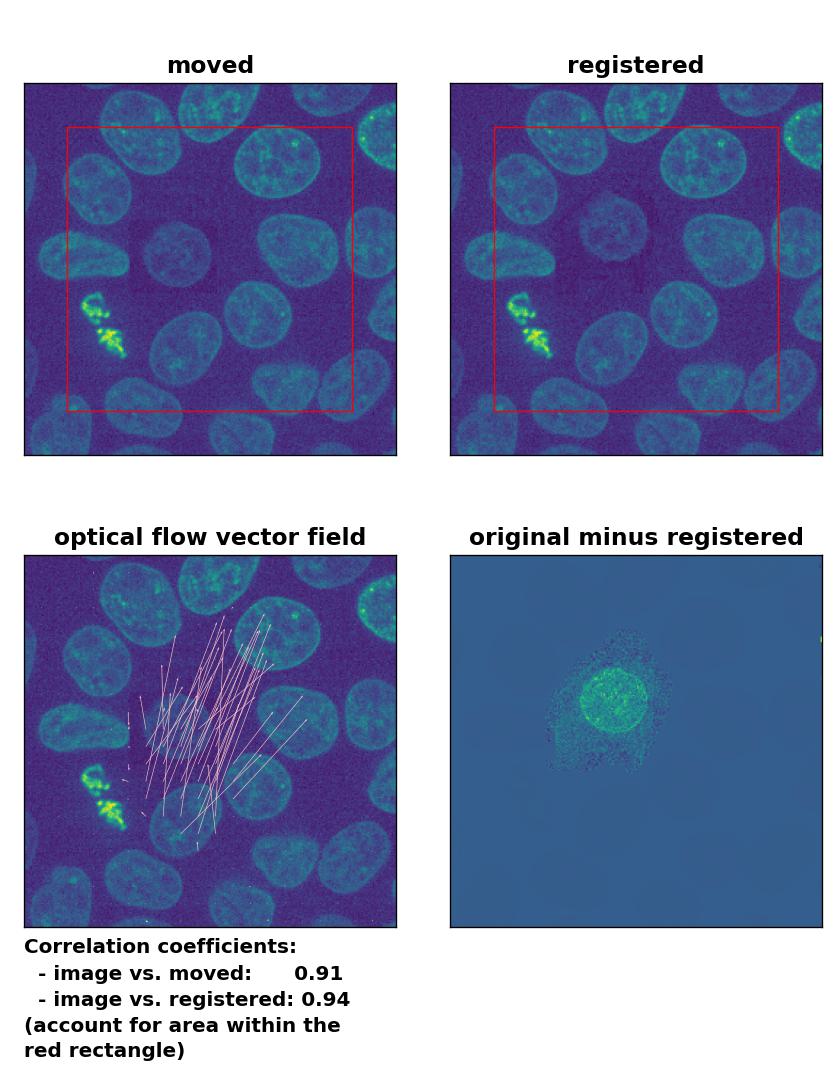 moved
registered
optical flow vector field
original minus registered
Correlation coefficients:
- image vs. moved: 0.91
- image vs. registered: 0.94
(account for area within the
red rectangle)